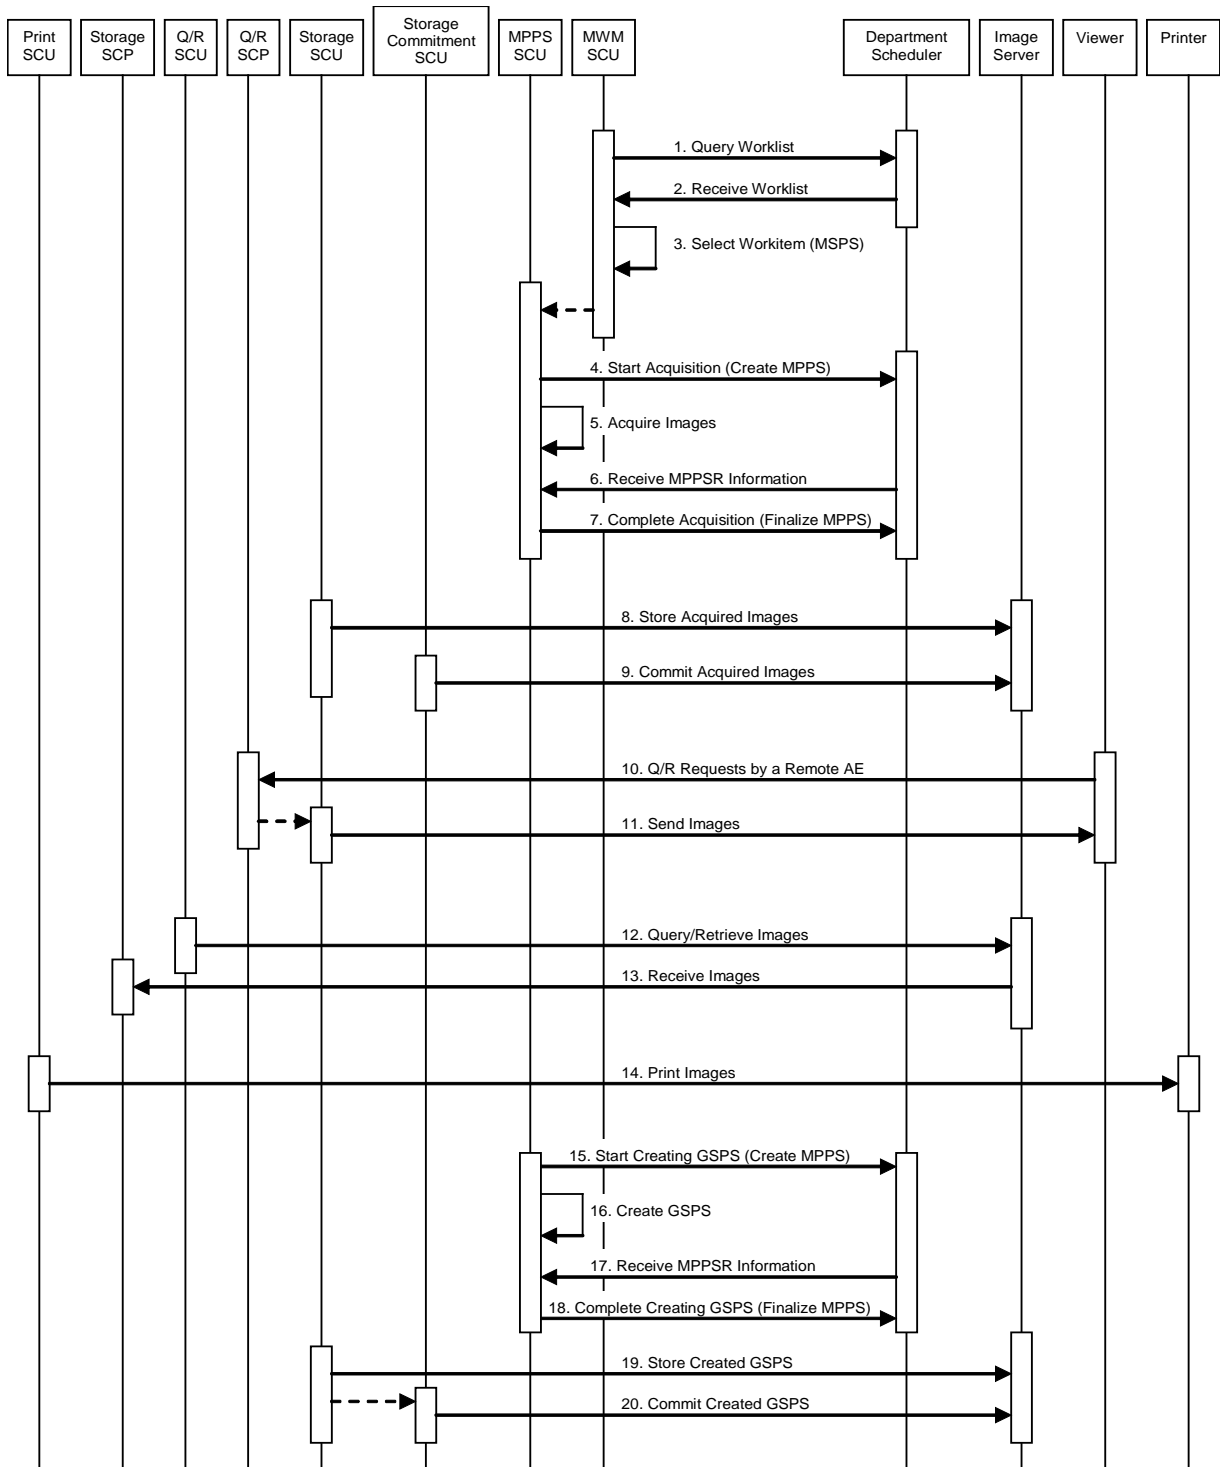 Print
SCU
Storage
SCP
Q/R
SCU
Q/R
SCP
Storage
SCU
Storage
Commitment
SCU
MPPS
SCU
MWM
SCU
Department
Scheduler
Image
Server
Viewer
Printer
1. Query Worklist
2. Receive Worklist
3. Select Workitem (MSPS)
4. Start Acquisition (Create MPPS)
5. Acquire Images
6. Receive MPPSR Information
7. Complete Acquisition (Finalize MPPS)
8. Store Acquired Images
9. Commit Acquired Images
10. Q/R Requests by a Remote AE
11. Send Images
12. Query/Retrieve Images
13. Receive Images
14. Print Images
15. Start Creating GSPS (Create MPPS)
16. Create GSPS
17. Receive MPPSR Information
18. Complete Creating GSPS (Finalize MPPS)
19. Store Created GSPS
20. Commit Created GSPS